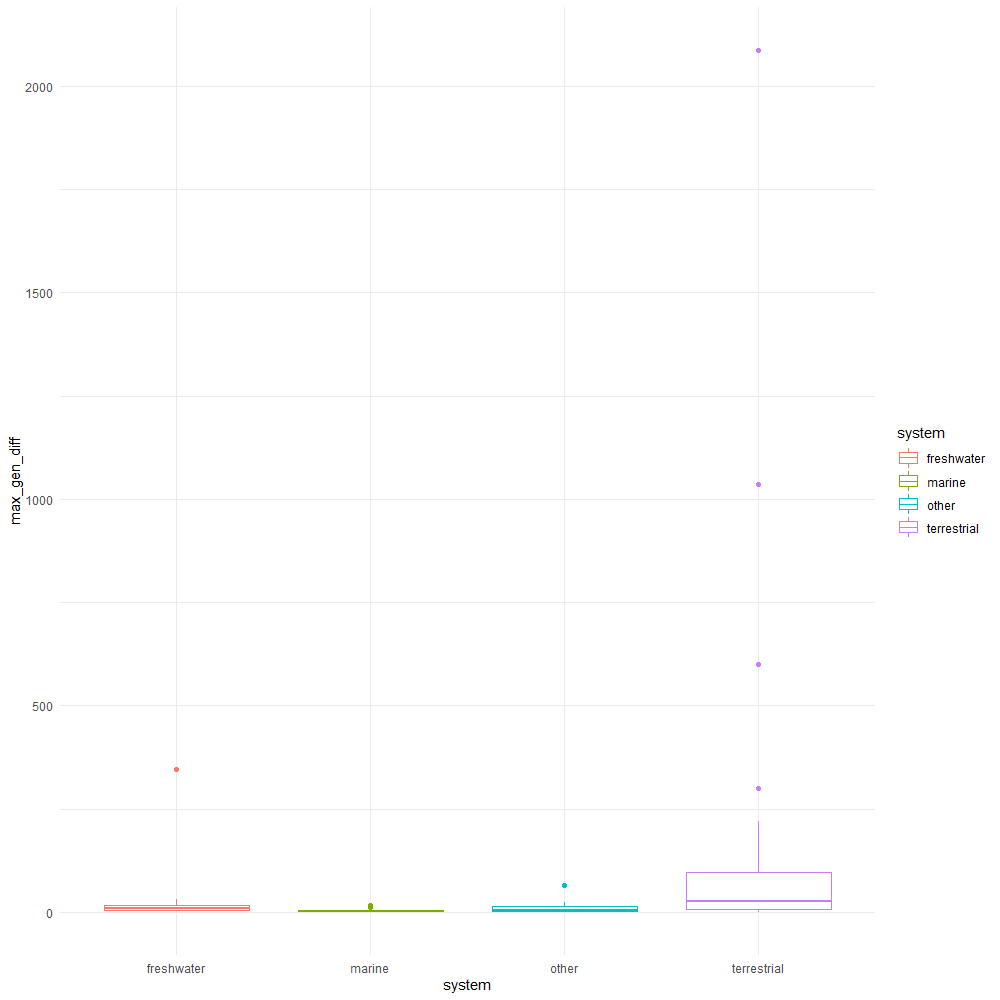 max_gen_diff
2000
1500
1000
500
0
freshwater marine other terrestrial
system
system
freshwater
marine
other
terrestrial